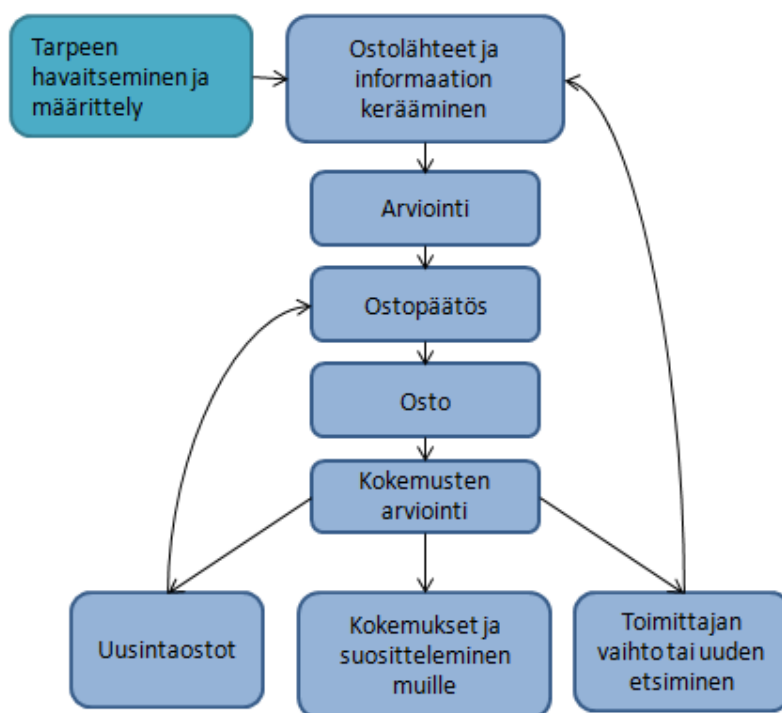 Tarpeen
havaitseminen ja
määrittely
Ostolähteet ja
informaation
kerääminen
Arviointi
Ostopäätös
Osto
Kokemusten
arviointi
Uusintaostot
Kokemukset ja
suositteleminen
muille
Toimittajan
vaihto tai uuden
etsiminen